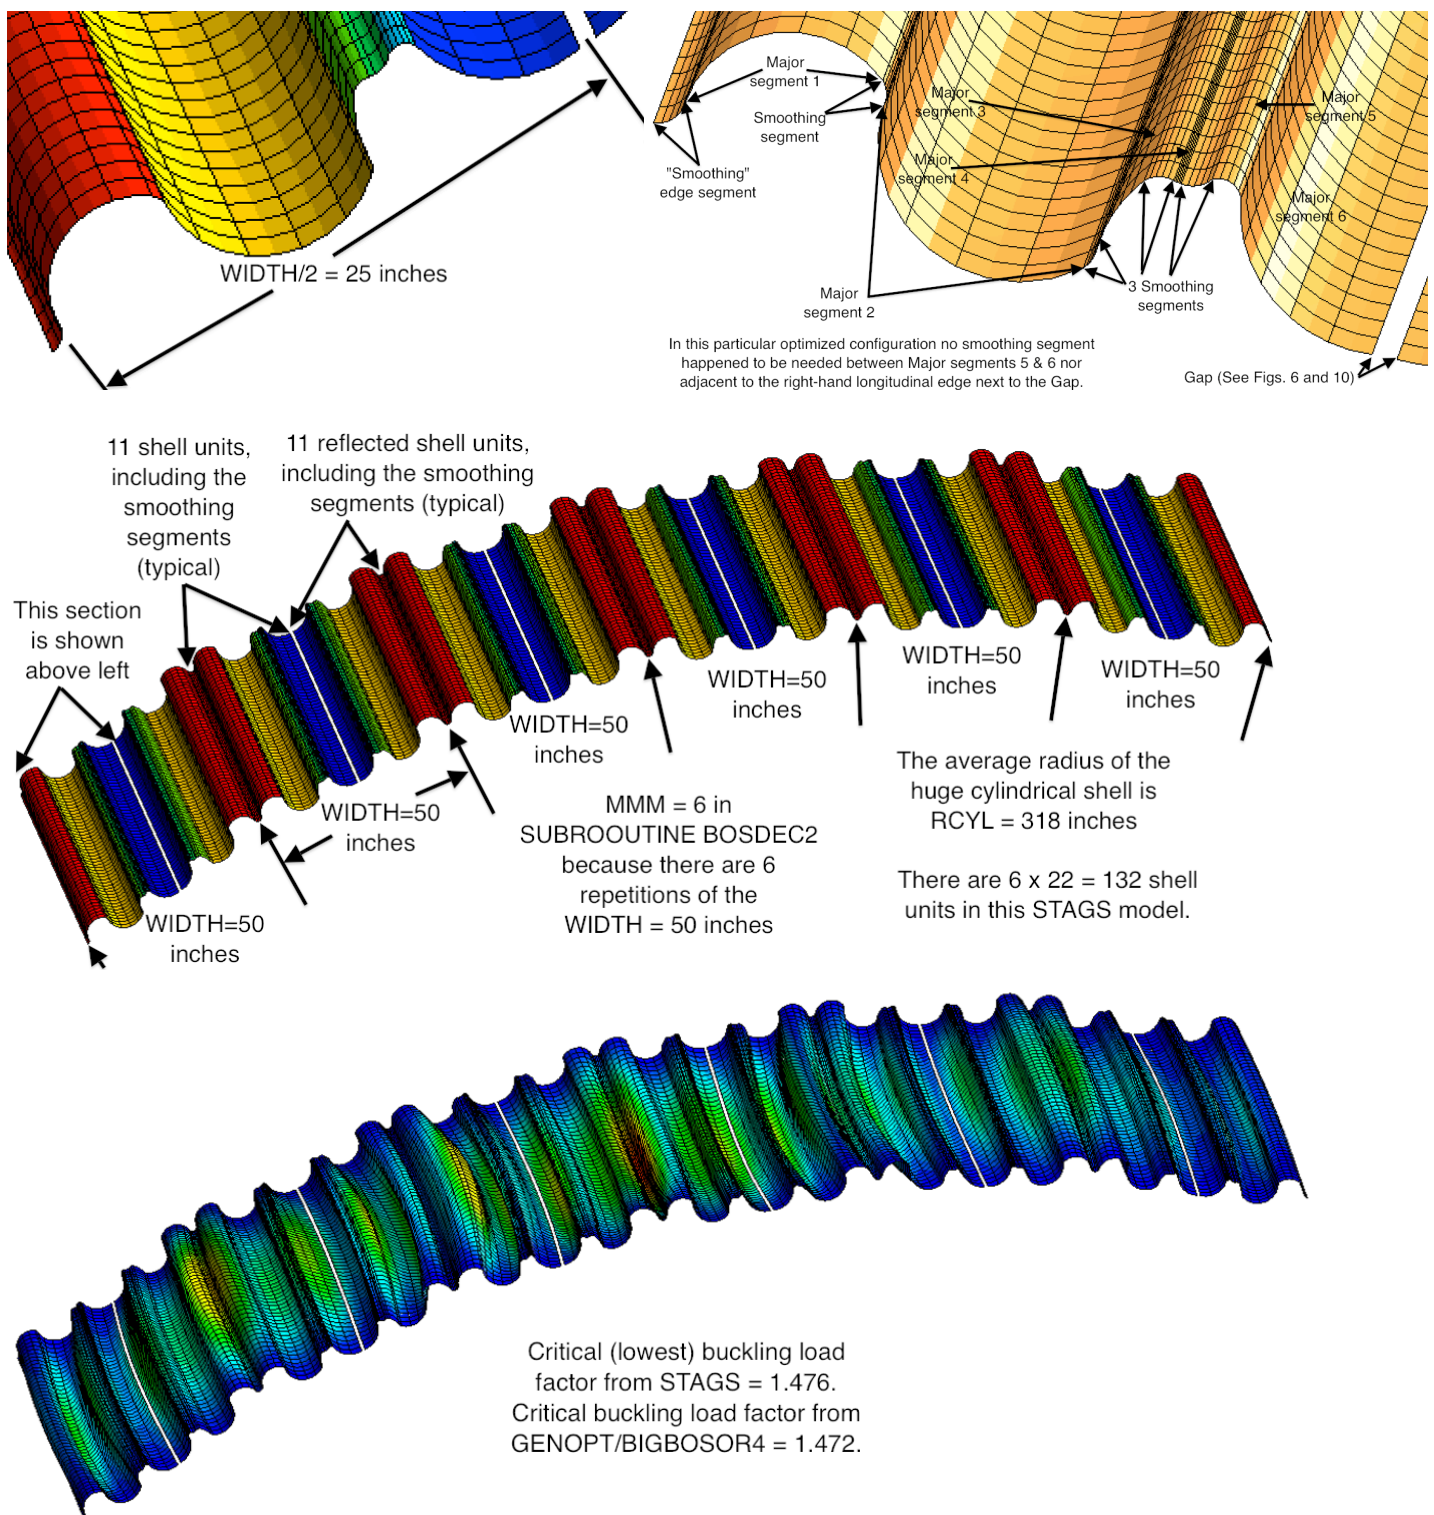 WIDTH/2 = 25 inches
Major
segment 1
Smoothing
segment
"Smoothing"
edge segment
Major
segment 3
Major
segment 4
Major
segment 5
Major
segment 6
Major
segment 2
3 Smoothing
segments
In this particular optimized configuration no smoothing segment
happened to be needed between Major segments 5 & 6 nor
adjacent to the right-hand longitudinal edge next to the Gap.
Gap (See Figs. 6 and 10)
11 shell units,
including the
smoothing
segments
(typical)
11 reflected shell units,
including the smoothing
segments (typical)
This section
is shown
above left
WIDTH=50
inches
WIDTH=50
inches
WIDTH=50
inches
WIDTH=50
inches
WIDTH=50
inches
WIDTH=50
inches
MMM = 6 in
SUBROOUTINE BOSDEC2
because there are 6
repetitions of the
WIDTH = 50 inches
The average radius of the
huge cylindrical shell is
RCYL = 318 inches
There are 6 x 22 = 132 shell
units in this STAGS model.
Critical (lowest) buckling load
factor from STAGS = 1.476.
Critical buckling load factor from
GENOPT/BIGBOSOR4 = 1.472.